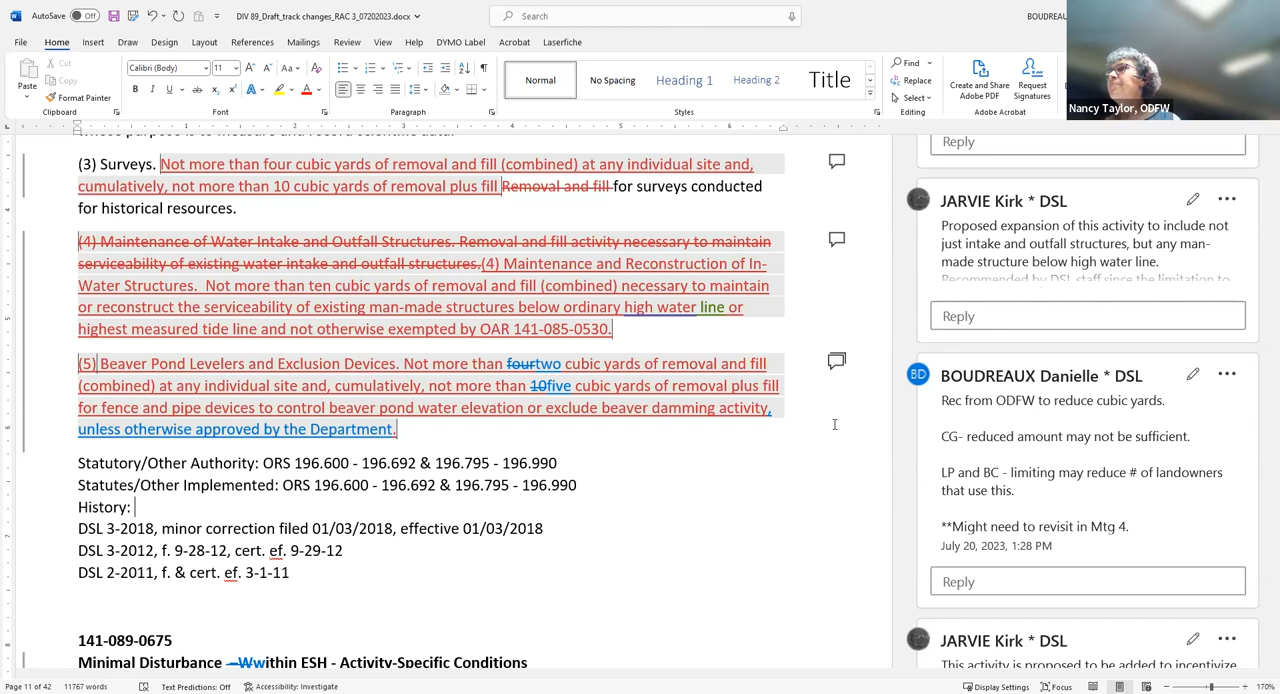 AutoSave Off DIV 89_Draft_track changes_RAC 3_07202023.docx Search BOUDREAU
File Home Insert Draw Design Layout References Mailings Review View Help DYMO Label Acrobat Laserfiche
Paste Cut Copy Format Painter Clipboard
Calibri (Body) 11 Font
Paragraph
Normal No Spacing Heading 1 Heading 2 Title Styles
Find Replace Select Editing
Create and Share Adobe PDF Request Signatures Adobe Acrobat
Nancy Taylor, ODFW
(3) Surveys. Not more than four cubic yards of removal and fill (combined) at any individual site and,
cumulatively, not more than 10 cubic yards of removal plus fill Removal and fill for surveys conducted
for historical resources.
(4) Maintenance of Water Intake and Outfall Structures. Removal and fill activity necessary to maintain
serviceability of existing water intake and outfall structures.(4) Maintenance and Reconstruction of In-
Water Structures. Not more than ten cubic yards of removal and fill (combined) necessary to maintain
or reconstruct the serviceability of existing man-made structures below ordinary high water line or
highest measured tide line and not otherwise exempted by OAR 141-085-0530.
(5) Beaver Pond Levelers and Exclusion Devices. Not more than fourtwo cubic yards of removal and fill
(combined) at any individual site and, cumulatively, not more than 10five cubic yards of removal plus fill
for fence and pipe devices to control beaver pond water elevation or exclude beaver damming activity,
unless otherwise approved by the Department.
Statutory/Other Authority: ORS 196.600 - 196.692 & 196.795 - 196.990
Statutes/Other Implemented: ORS 196.600 - 196.692 & 196.795 - 196.990
History:
DSL 3-2018, minor correction filed 01/03/2018, effective 01/03/2018
DSL 3-2012, f. 9-28-12, cert. ef. 9-29-12
DSL 2-2011, f. & cert. ef. 3-1-11
141-089-0675
Minimal Disturbance –Wwithin ESH - Activity-Specific Conditions
Reply
JARVIE Kirk * DSL
Proposed expansion of this activity to include not
just intake and outfall structures, but any man-
made structure below high water line.
Recommended by DSL staff since the limitation to
Reply
BD BOUDREAUX Danielle * DSL
Rec from ODFW to reduce cubic yards.
CG- reduced amount may not be sufficient.
LP and BC - limiting may reduce # of landowners
that use this.
**Might need to revisit in Mtg 4.
July 20, 2023, 1:28 PM
Reply
JARVIE Kirk * DSL
This activity is proposed to be added to incentivize
Page 11 of 42 11767 words Text Predictions: Off Accessibility: Investigate Display Settings Focus 170%